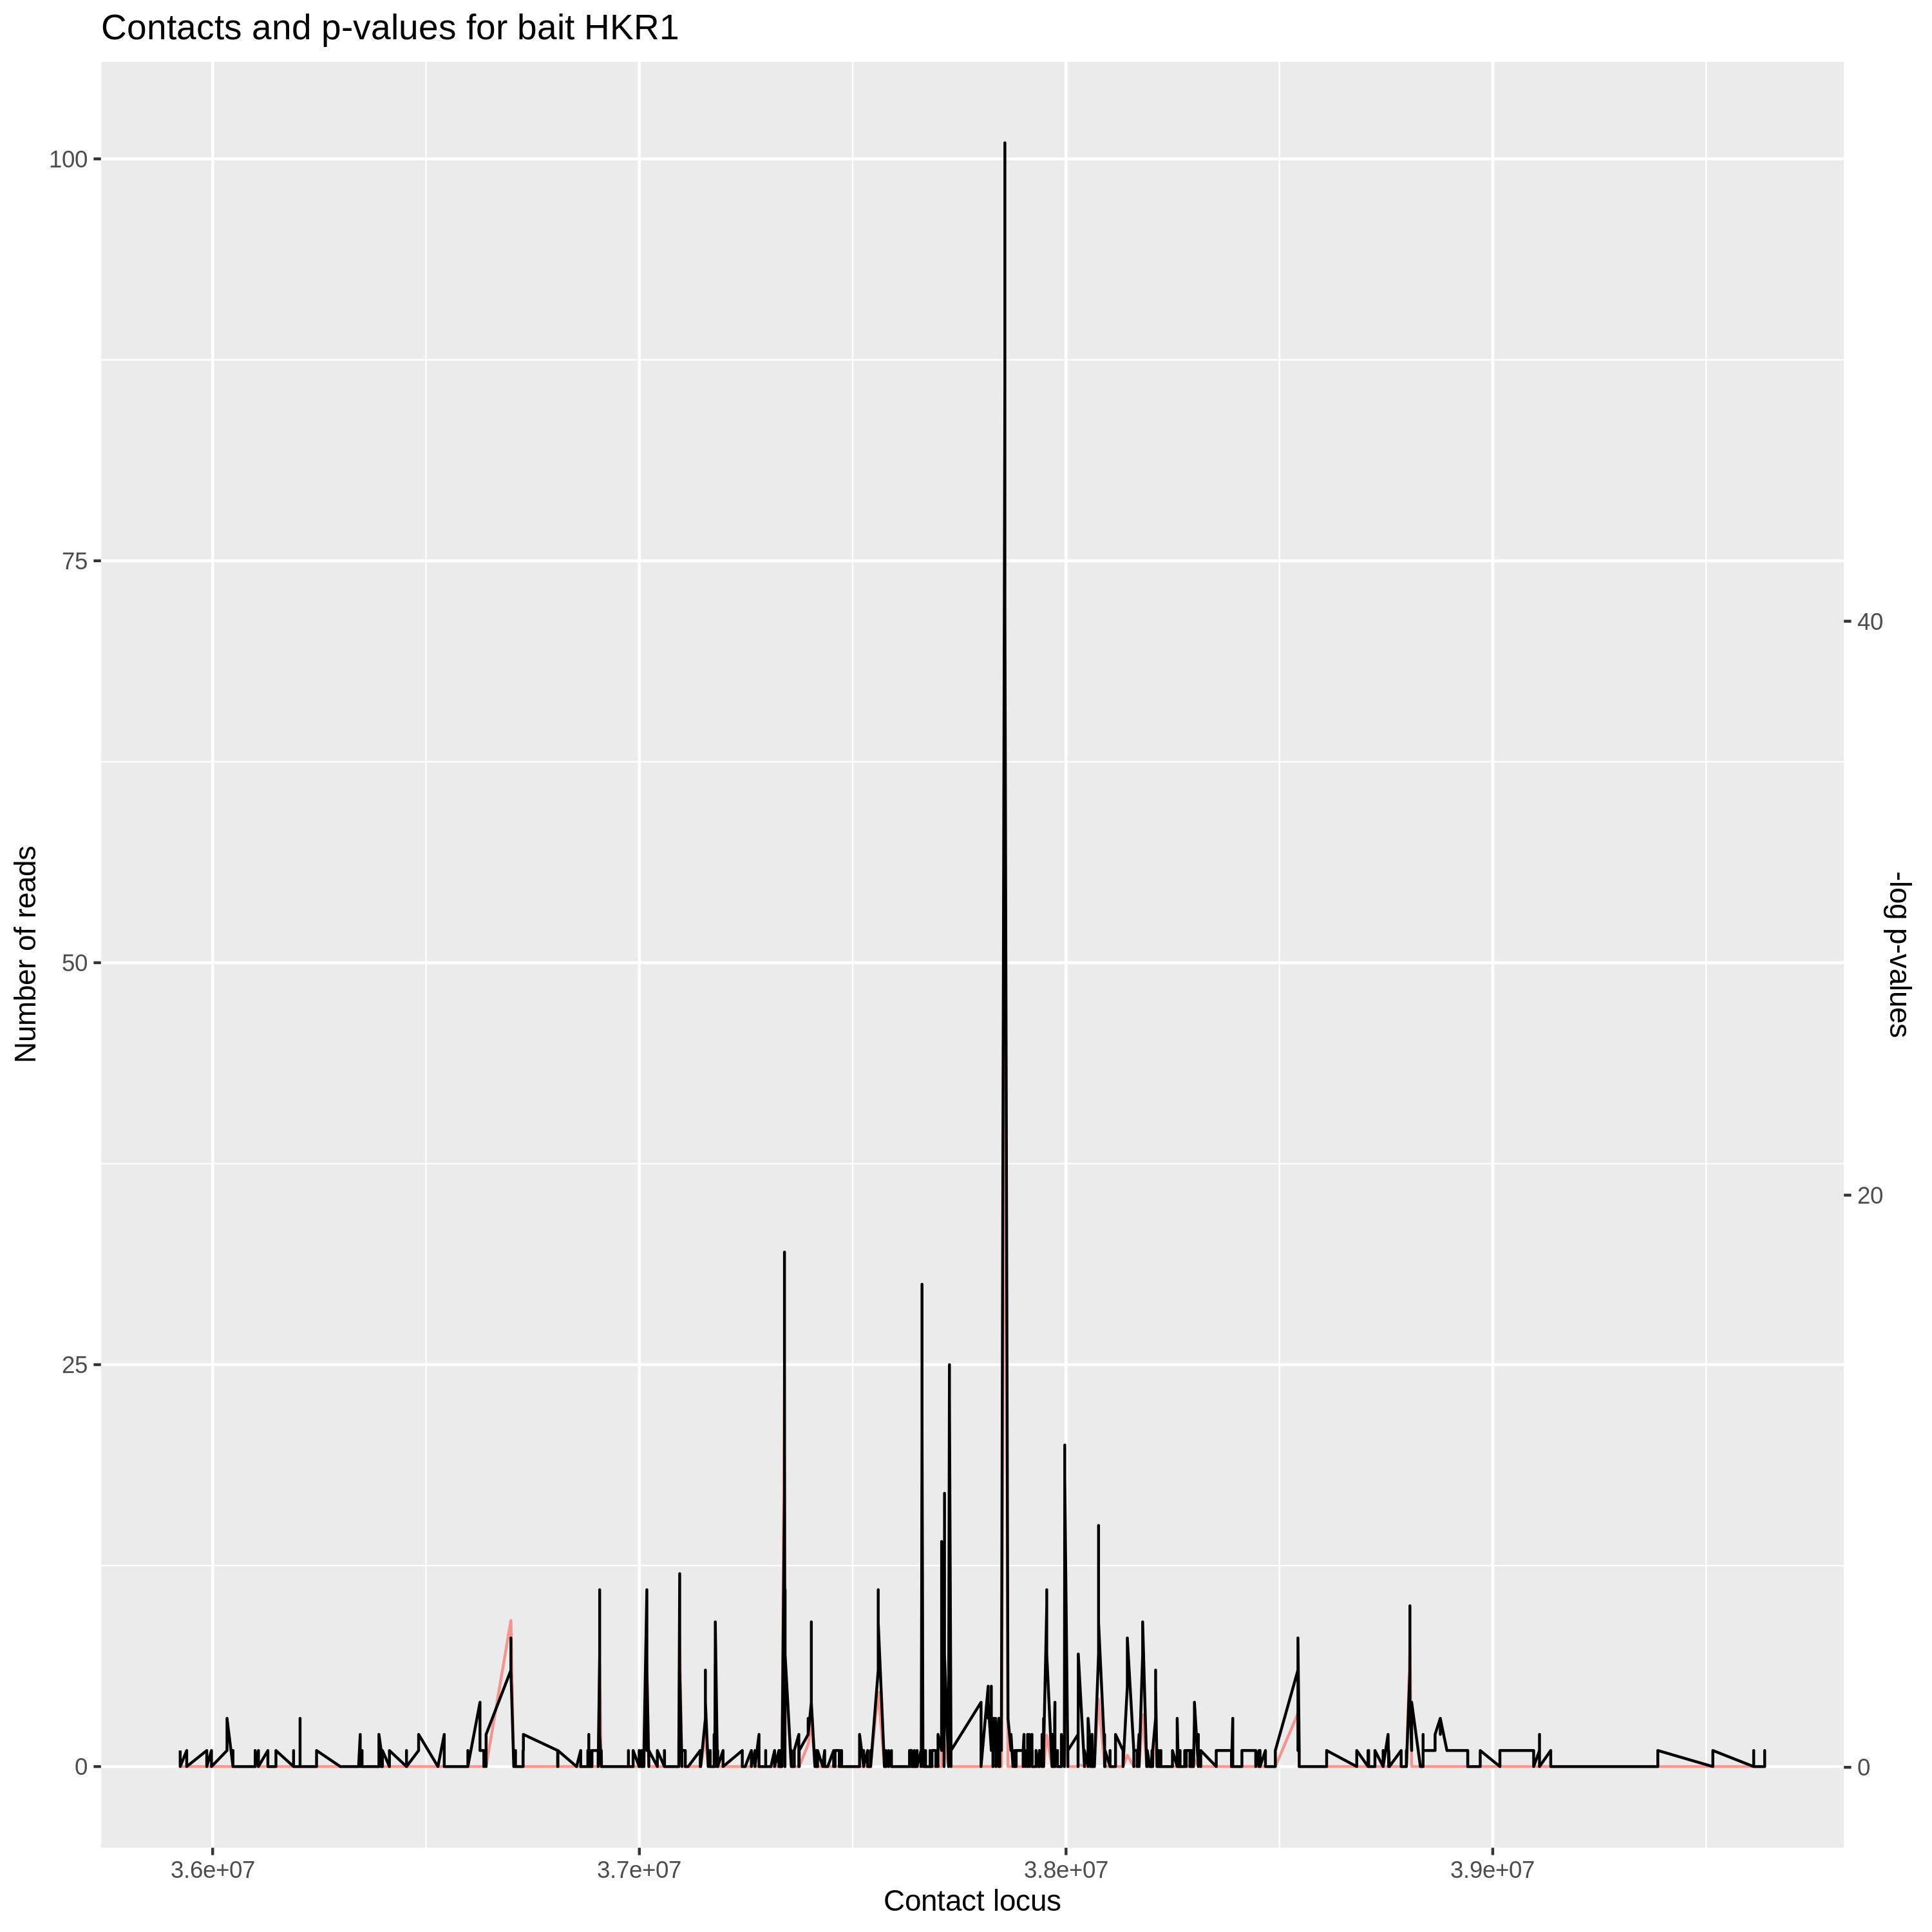 Contacts and p-values for bait HKR1
100
75
50
25
0
Number of reads
40
20
0
-log p-values
3.6e+07
3.7e+07
3.8e+07
3.9e+07
Contact locus